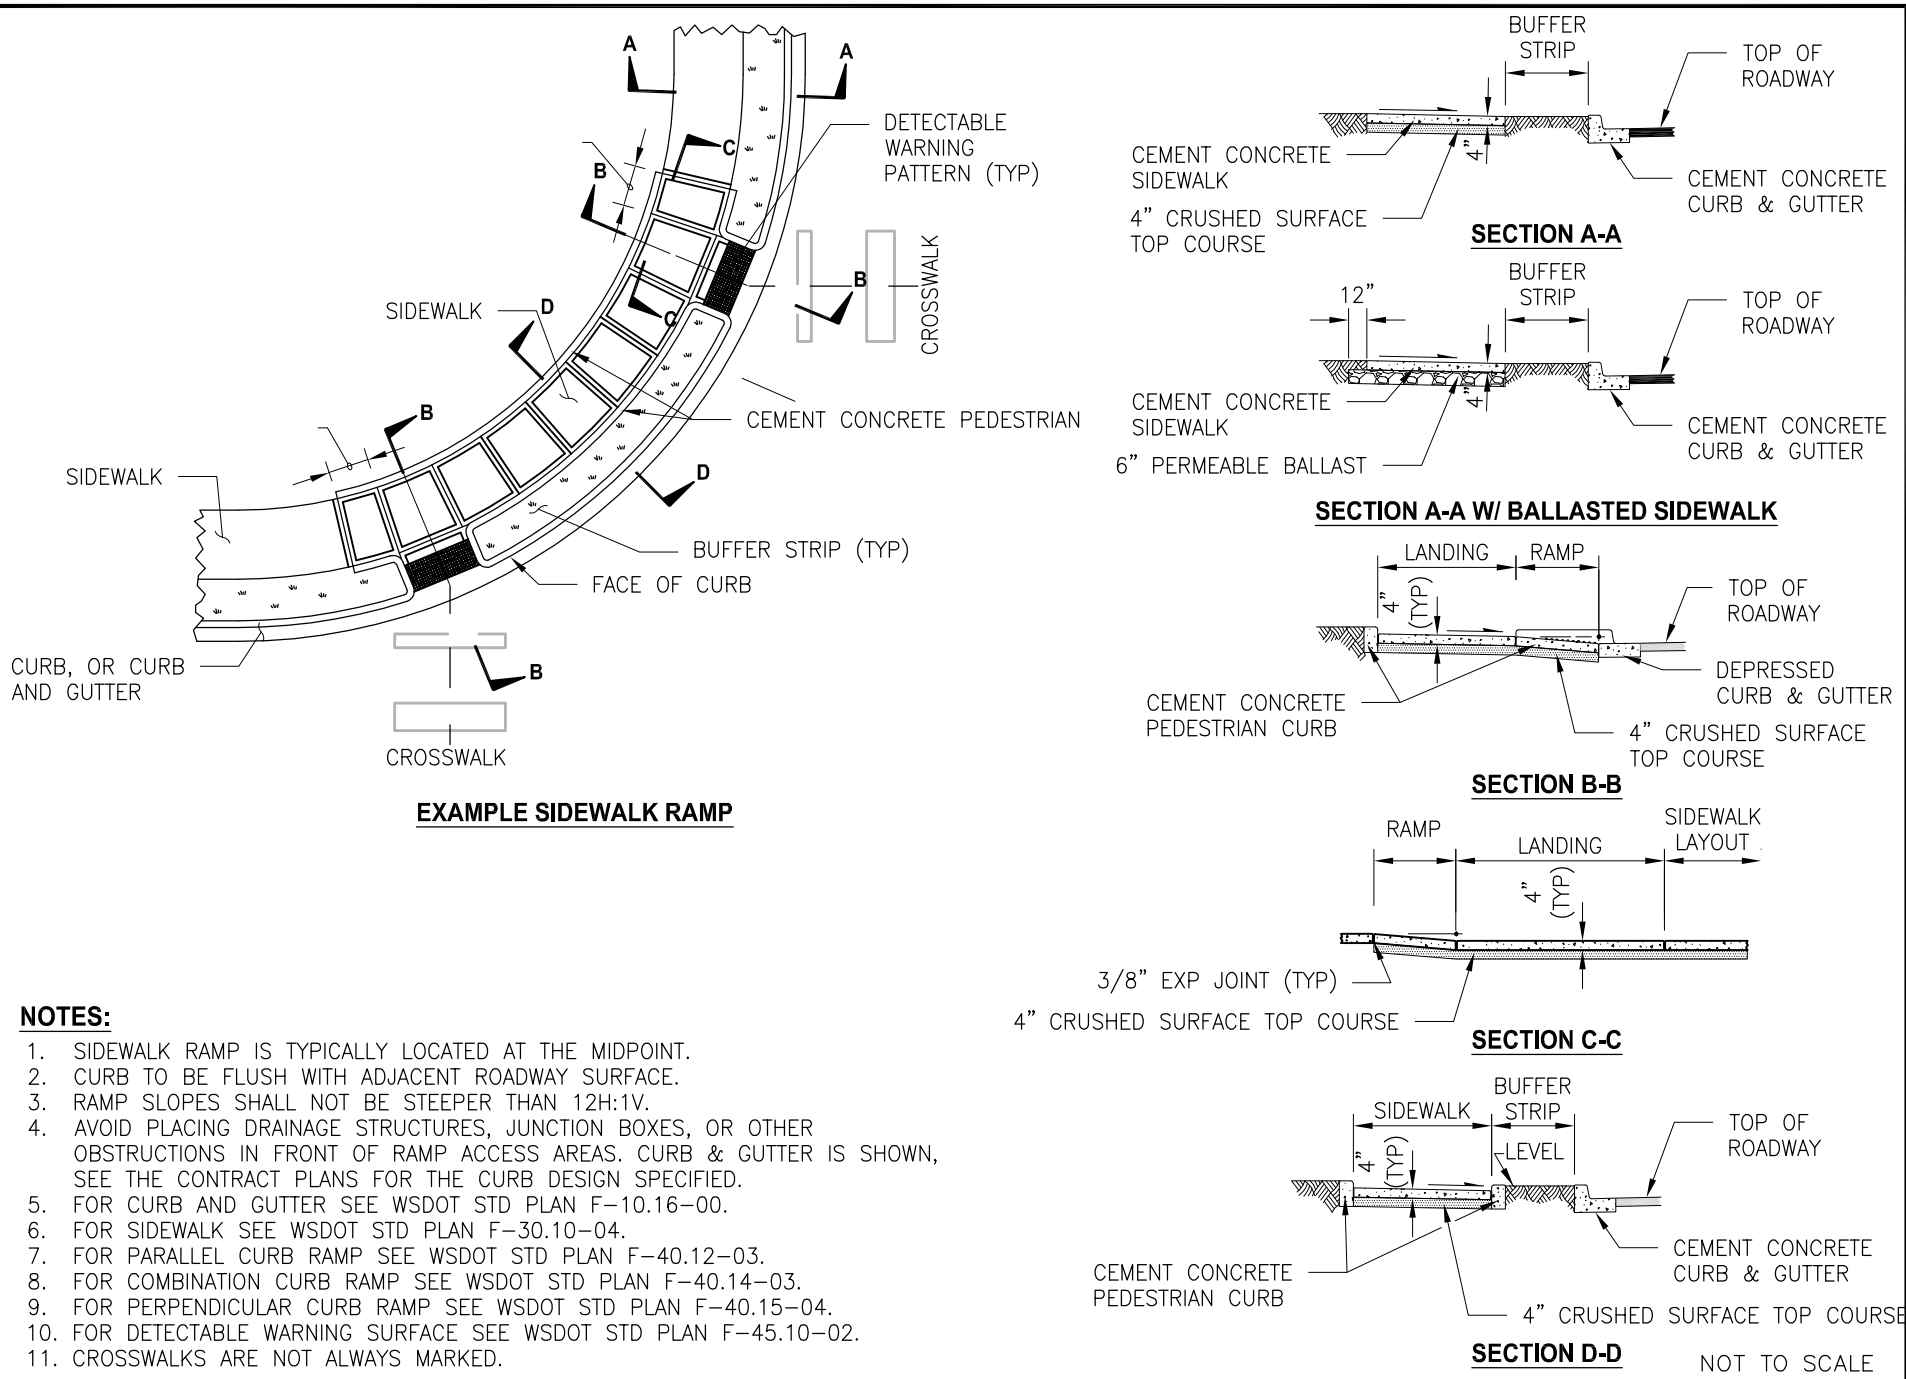 A
A
DETECTABLE
WARNING
PATTERN (TYP)
C
B
B
C
CROSSWALK
SIDEWALK
D
CEMENT CONCRETE PEDESTRIAN
B
D
SIDEWALK
BUFFER STRIP (TYP)
FACE OF CURB
CURB, OR CURB
AND GUTTER
B
CROSSWALK
EXAMPLE SIDEWALK RAMP
BUFFER
STRIP
TOP OF
ROADWAY
4"
CEMENT CONCRETE
SIDEWALK
4" CRUSHED SURFACE
TOP COURSE
CEMENT CONCRETE
CURB & GUTTER
SECTION A-A
BUFFER
STRIP
12"
TOP OF
ROADWAY
4"
CEMENT CONCRETE
SIDEWALK
6" PERMEABLE BALLAST
CEMENT CONCRETE
CURB & GUTTER
SECTION A-A W/ BALLASTED SIDEWALK
LANDING
RAMP
4"
(TYP)
TOP OF
ROADWAY
CEMENT CONCRETE
PEDESTRIAN CURB
DEPRESSED
CURB & GUTTER
4" CRUSHED SURFACE
TOP COURSE
SECTION B-B
RAMP
LANDING
SIDEWALK
LAYOUT
4"
(TYP)
3/8" EXP JOINT (TYP)
4" CRUSHED SURFACE TOP COURSE
SECTION C-C
SIDEWALK
BUFFER
STRIP
LEVEL
4"
(TYP)
TOP OF
ROADWAY
CEMENT CONCRETE
PEDESTRIAN CURB
CEMENT CONCRETE
CURB & GUTTER
4" CRUSHED SURFACE TOP COURSE
SECTION D-D
NOT TO SCALE
NOTES:
1. SIDEWALK RAMP IS TYPICALLY LOCATED AT THE MIDPOINT.
2. CURB TO BE FLUSH WITH ADJACENT ROADWAY SURFACE.
3. RAMP SLOPES SHALL NOT BE STEEPER THAN 12H:1V.
4. AVOID PLACING DRAINAGE STRUCTURES, JUNCTION BOXES, OR OTHER
OBSTRUCTIONS IN FRONT OF RAMP ACCESS AREAS. CURB & GUTTER IS SHOWN,
SEE THE CONTRACT PLANS FOR THE CURB DESIGN SPECIFIED.
5. FOR CURB AND GUTTER SEE WSDOT STD PLAN F-10.16-00.
6. FOR SIDEWALK SEE WSDOT STD PLAN F-30.10-04.
7. FOR PARALLEL CURB RAMP SEE WSDOT STD PLAN F-40.12-03.
8. FOR COMBINATION CURB RAMP SEE WSDOT STD PLAN F-40.14-03.
9. FOR PERPENDICULAR CURB RAMP SEE WSDOT STD PLAN F-40.15-04.
10. FOR DETECTABLE WARNING SURFACE SEE WSDOT STD PLAN F-45.10-02.
11. CROSSWALKS ARE NOT ALWAYS MARKED.